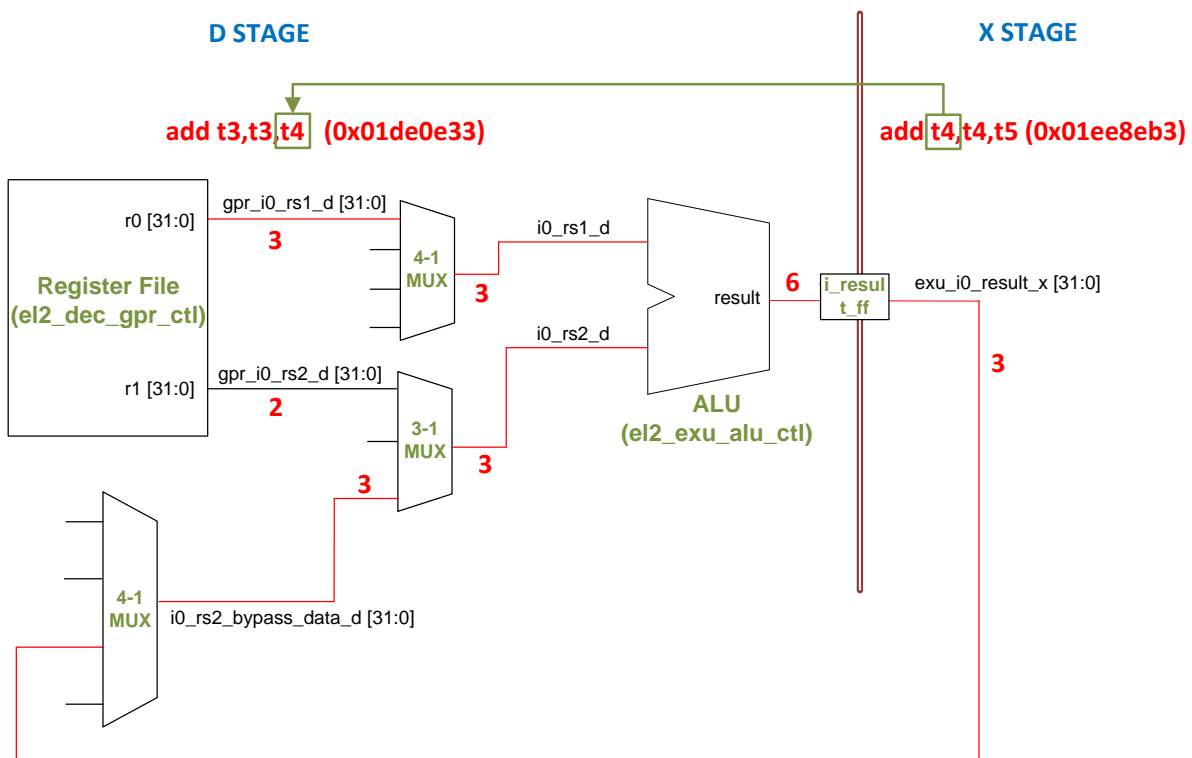 D STAGE
X STAGE
add t3,t3,t4 (0x01de0e33)
add t4,t4,t5 (0x01ee8eb3)
gpr_i0_rs1_d [31:0]
r0 [31:0]
3
4-1
MUX
3
i0_rs1_d
Register File
(el2_dec_gpr_ctl)
result
6
i_resul
t_ff
exu_i0_result_x [31:0]
3
i0_rs2_d
gpr_i0_rs2_d [31:0]
r1 [31:0]
2
3-1
MUX
3
3
ALU
(el2_exu_alu_ctl)
4-1
MUX
i0_rs2_bypass_data_d [31:0]